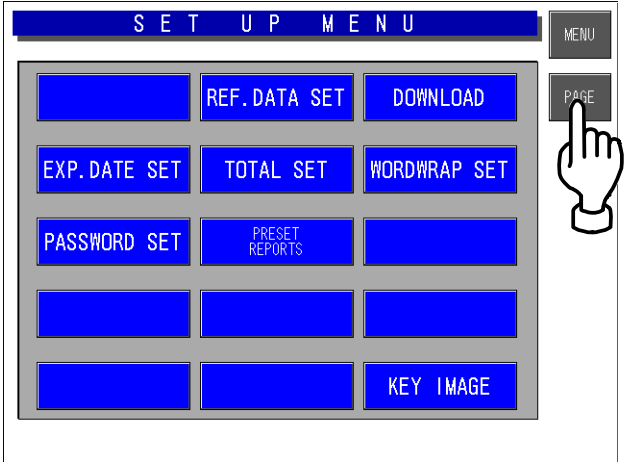 SET UP MENU
MENU
REF.DATA SET
DOWNLOAD
PAGE
EXP.DATE SET
TOTAL SET
WORDWRAP SET
PASSWORD SET
PRESET
REPORTS
KEY IMAGE